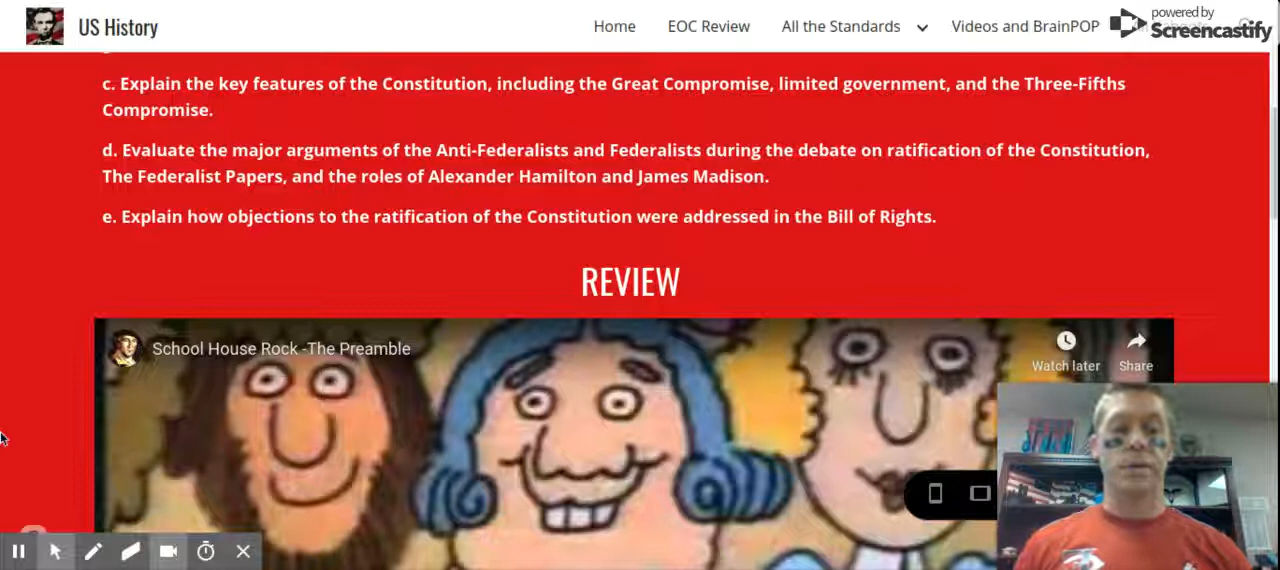 US History
Home
EOC Review
All the Standards
Videos and BrainPOP
powered by
Screencastify
c. Explain the key features of the Constitution, including the Great Compromise, limited government, and the Three-Fifths
Compromise.
d. Evaluate the major arguments of the Anti-Federalists and Federalists during the debate on ratification of the Constitution,
The Federalist Papers, and the roles of Alexander Hamilton and James Madison.
e. Explain how objections to the ratification of the Constitution were addressed in the Bill of Rights.
REVIEW
School House Rock -The Preamble
Watch later
Share